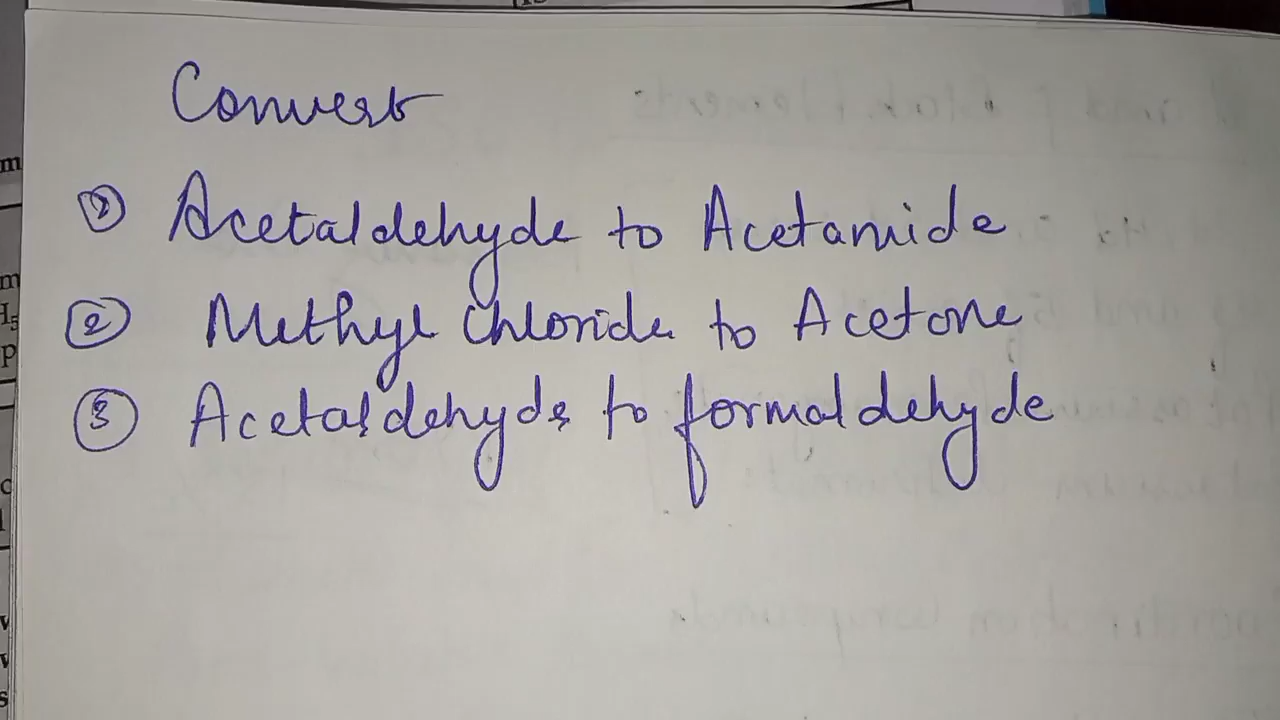 Convert
① Acetaldehyde to Acetamide
② Methyl chloride to Acetone
③ Acetaldehyde to formaldehyde